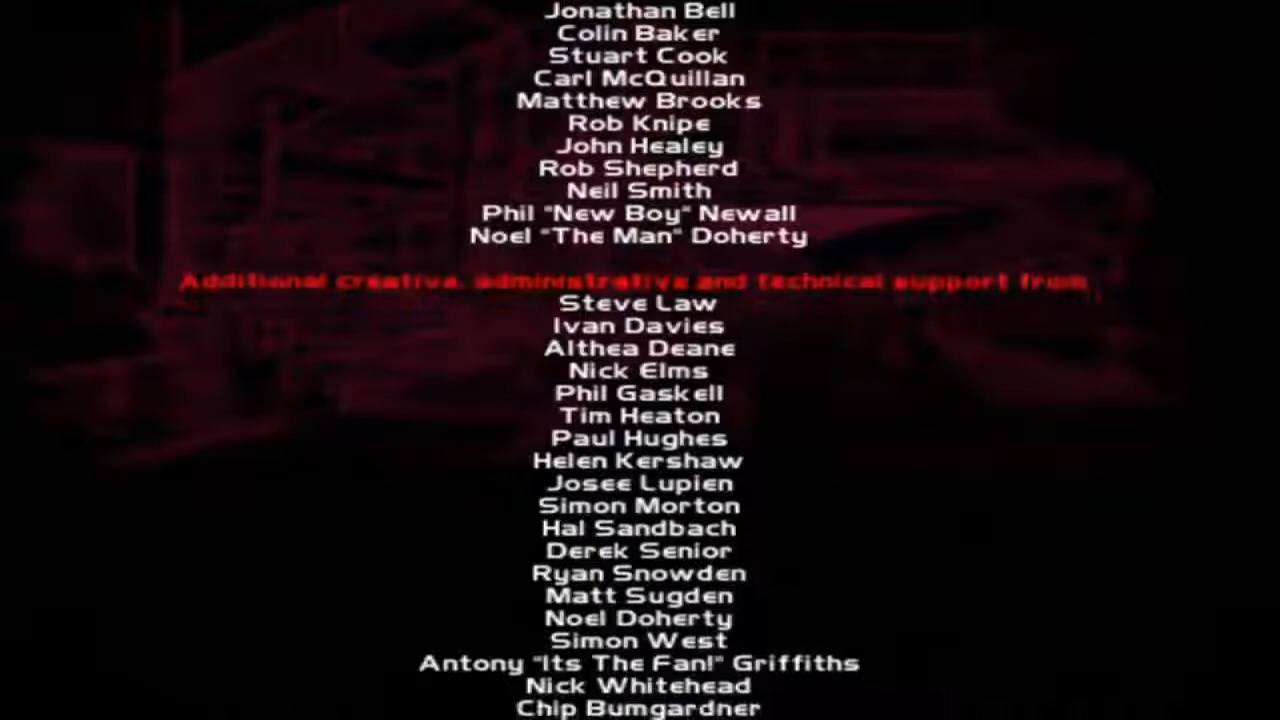 Jonathan Bell
Colin Baker
Stuart Cook
Carl McQuillan
Matthew Brooks
Rob Knipe
John Healey
Rob Shepherd
Neil Smith
Phil "New Boy" Newall
Noel "The Man" Doherty
Additional creative, administrative and technical support from
Steve Law
Ivan Davies
Althea Deane
Nick Elms
Phil Gaskell
Tim Heaton
Paul Hughes
Helen Kershaw
Josee Lupien
Simon Morton
Hal Sandbach
Derek Senior
Ryan Snowden
Matt Sugden
Noel Doherty
Simon West
Antony "Its The Fan!" Griffiths
Nick Whitehead
Chip Bumgardner